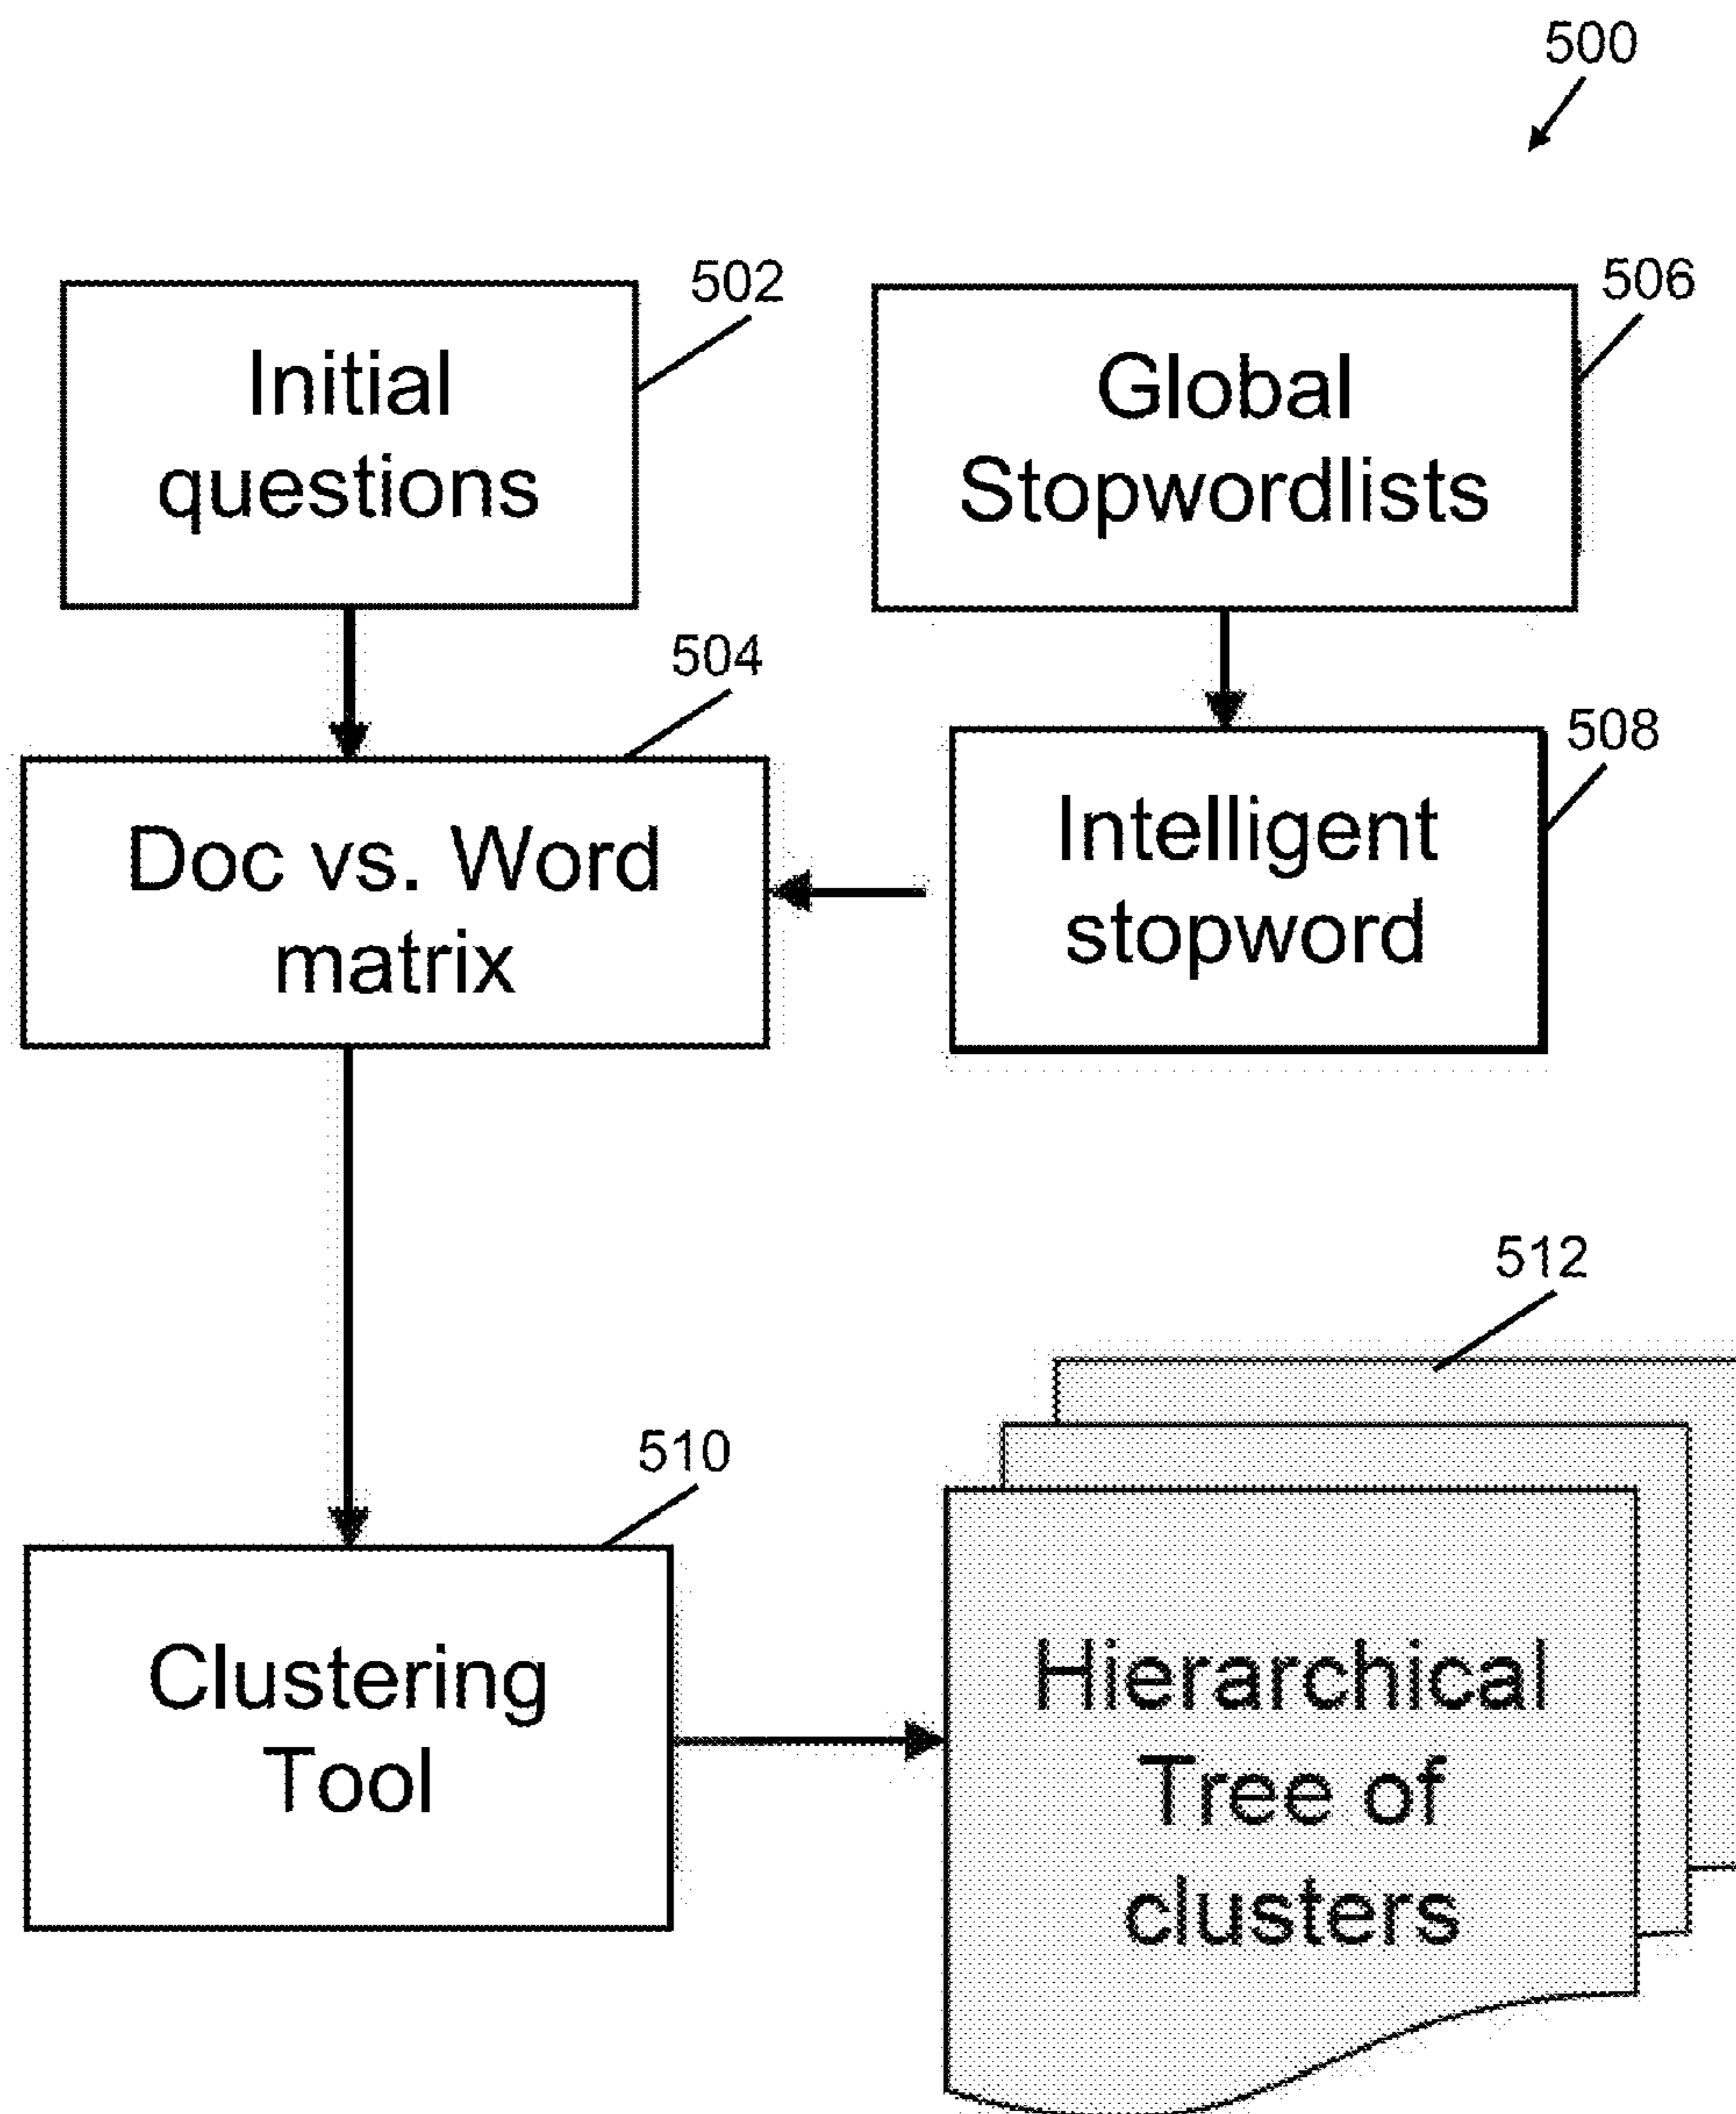 500
502
506
Initial
questions
Global
Stopwordlists
504
508
Doc vs. Word
matrix
Intelligent
stopword
512
510
Clustering
Tool
Hierarchical
Tree of
clusters